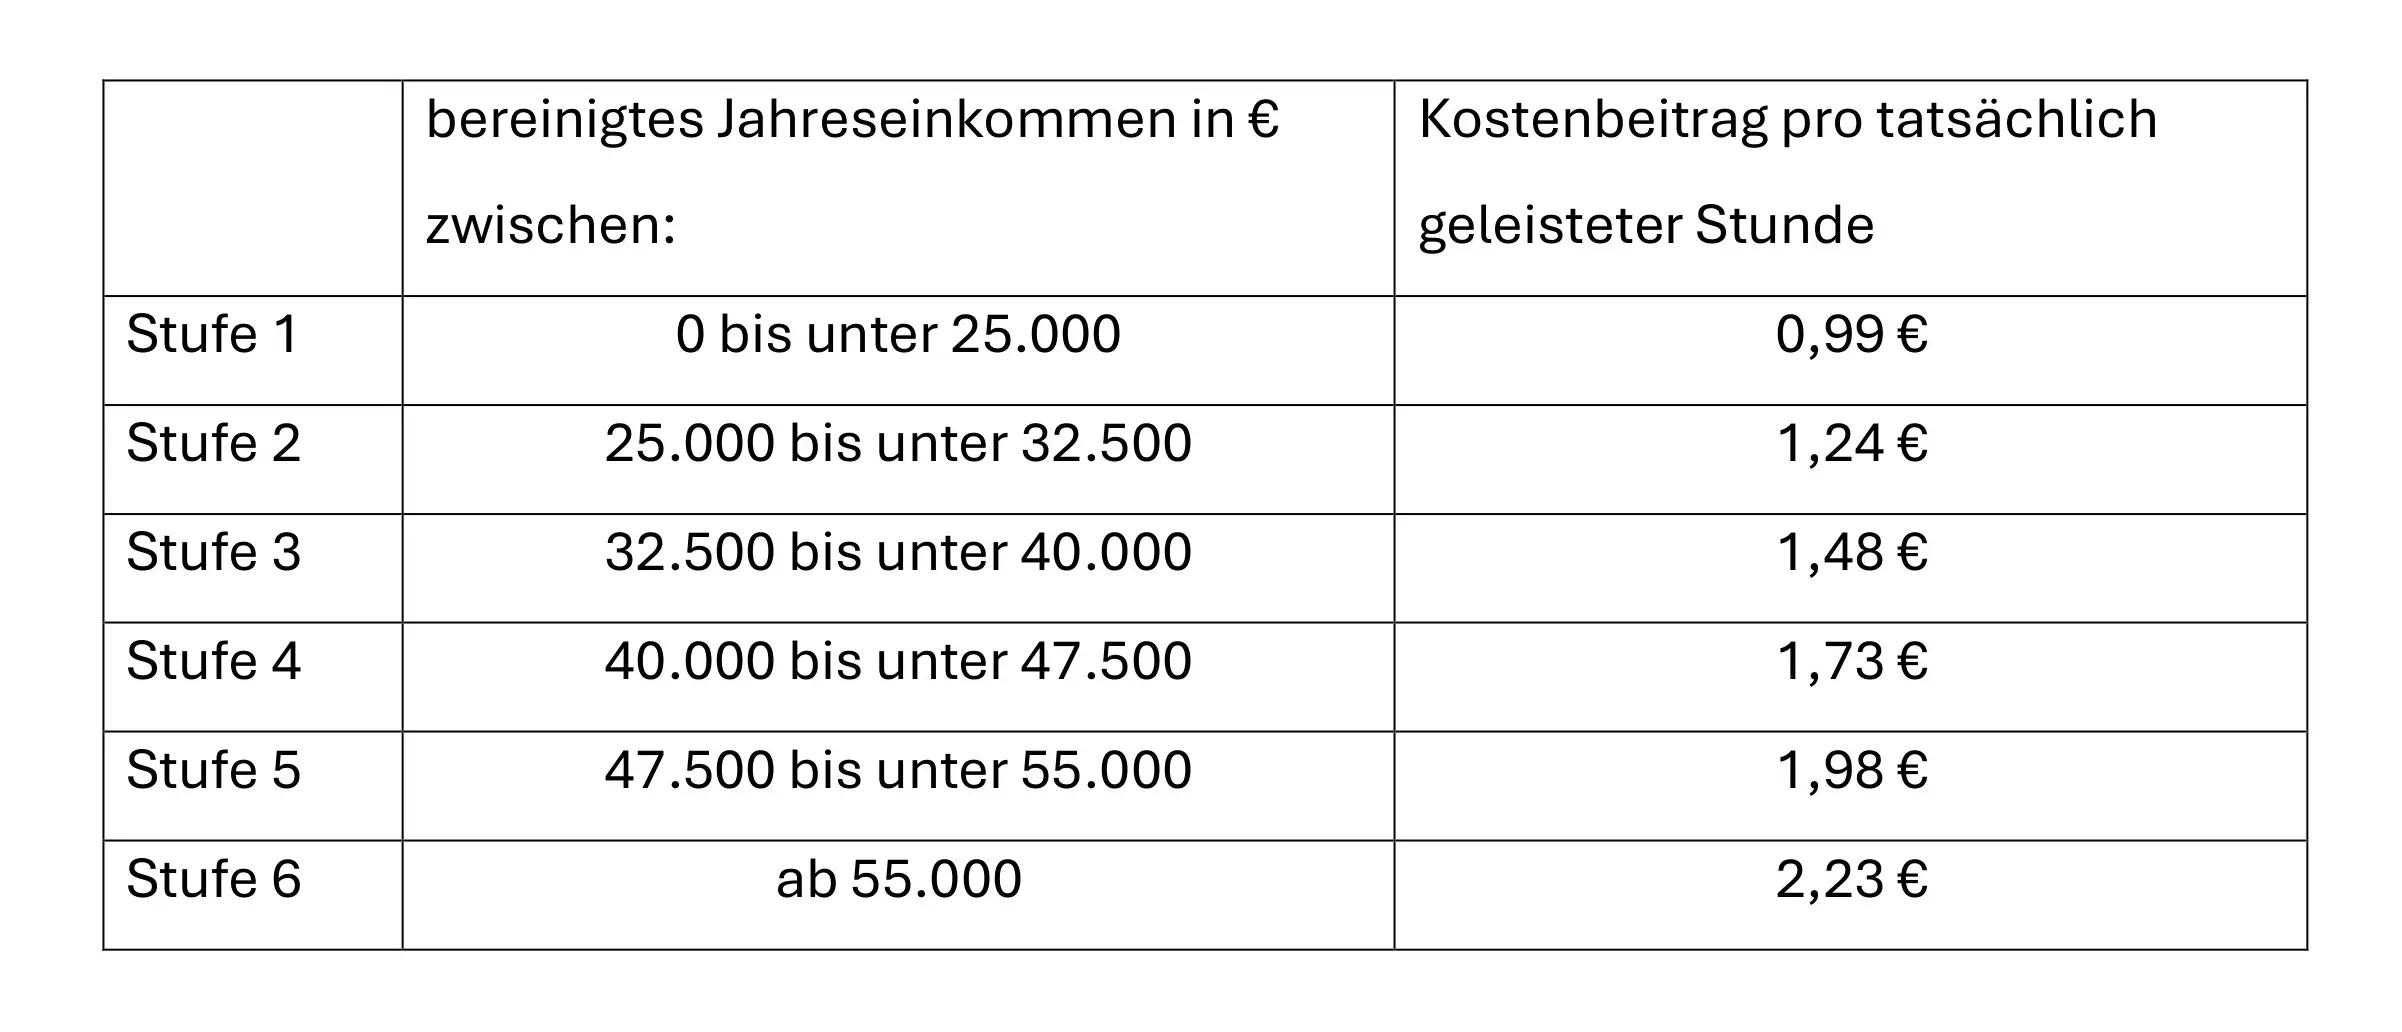 bereinigtes Jahreseinkommen in €
zwischen:
Kostenbeitrag pro tatsächlich
geleisteter Stunde
Stufe 1 0 bis unter 25.000 0,99 €
Stufe 2 25.000 bis unter 32.500 1,24 €
Stufe 3 32.500 bis unter 40.000 1,48 €
Stufe 4 40.000 bis unter 47.500 1,73 €
Stufe 5 47.500 bis unter 55.000 1,98 €
Stufe 6 ab 55.000 2,23 €